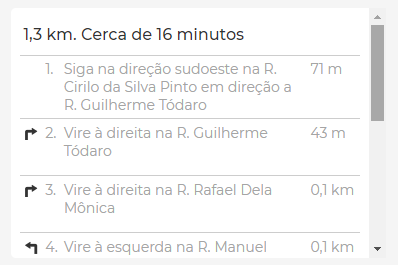 1,3 km. Cerca de 16 minutos
1. Siga na direção sudoeste na R. 71 m
Cirilo da Silva Pinto em direção a
R. Guilherme Tódaro
2. Vire à direita na R. Guilherme 43 m
Tódaro
3. Vire à direita na R. Rafael Dela 0,1 km
Mônica
4. Vire à esquerda na R. Manuel 0,1 km